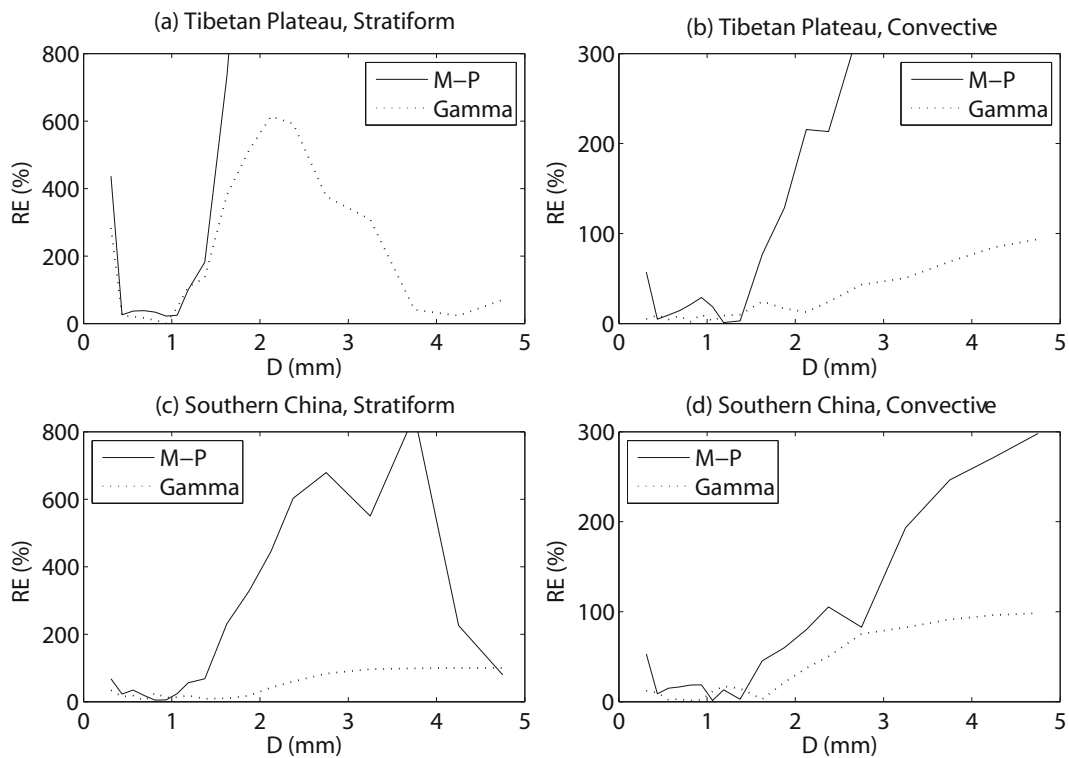 (a) Tibetan Plateau, Stratiform
800
600
400
200
0
RE (%)
M−P
Gamma
0 1 2 3 4 5
D (mm)
(b) Tibetan Plateau, Convective
300
200
100
0
RE (%)
M−P
Gamma
0 1 2 3 4 5
D (mm)
(c) Southern China, Stratiform
800
600
400
200
0
RE (%)
M−P
Gamma
0 1 2 3 4 5
D (mm)
(d) Southern China, Convective
300
200
100
0
RE (%)
M−P
Gamma
0 1 2 3 4 5
D (mm)